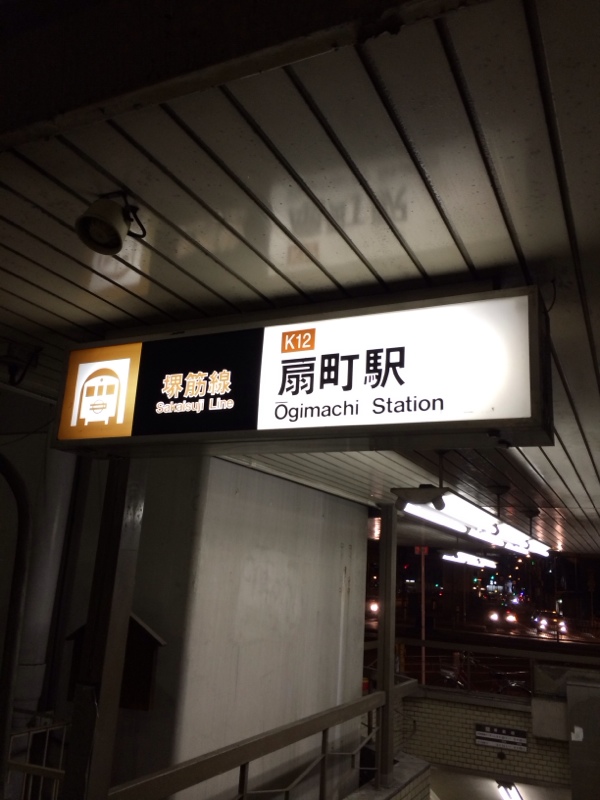 堺筋線
Sakaisuji Line
K12
扇町駅
Ōgimachi Station